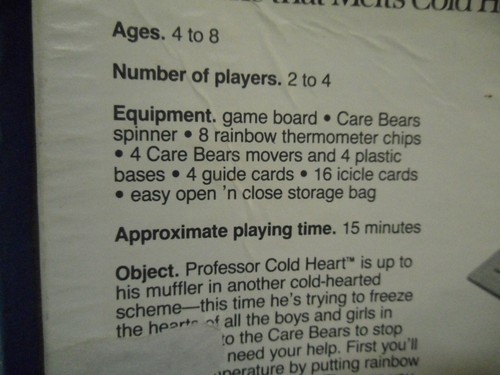 that Melts Cold H
Ages. 4 to 8
Number of players. 2 to 4
Equipment. game board • Care Bears
spinner • 8 rainbow thermometer chips
• 4 Care Bears movers and 4 plastic
bases • 4 guide cards • 16 icicle cards
• easy open 'n close storage bag
Approximate playing time. 15 minutes
Object. Professor Cold Heart™ is up to
his muffler in another cold-hearted
scheme—this time he's trying to freeze
the hearts of all the boys and girls in
to the Care Bears to stop
need your help. First you'll
perature by putting rainbow